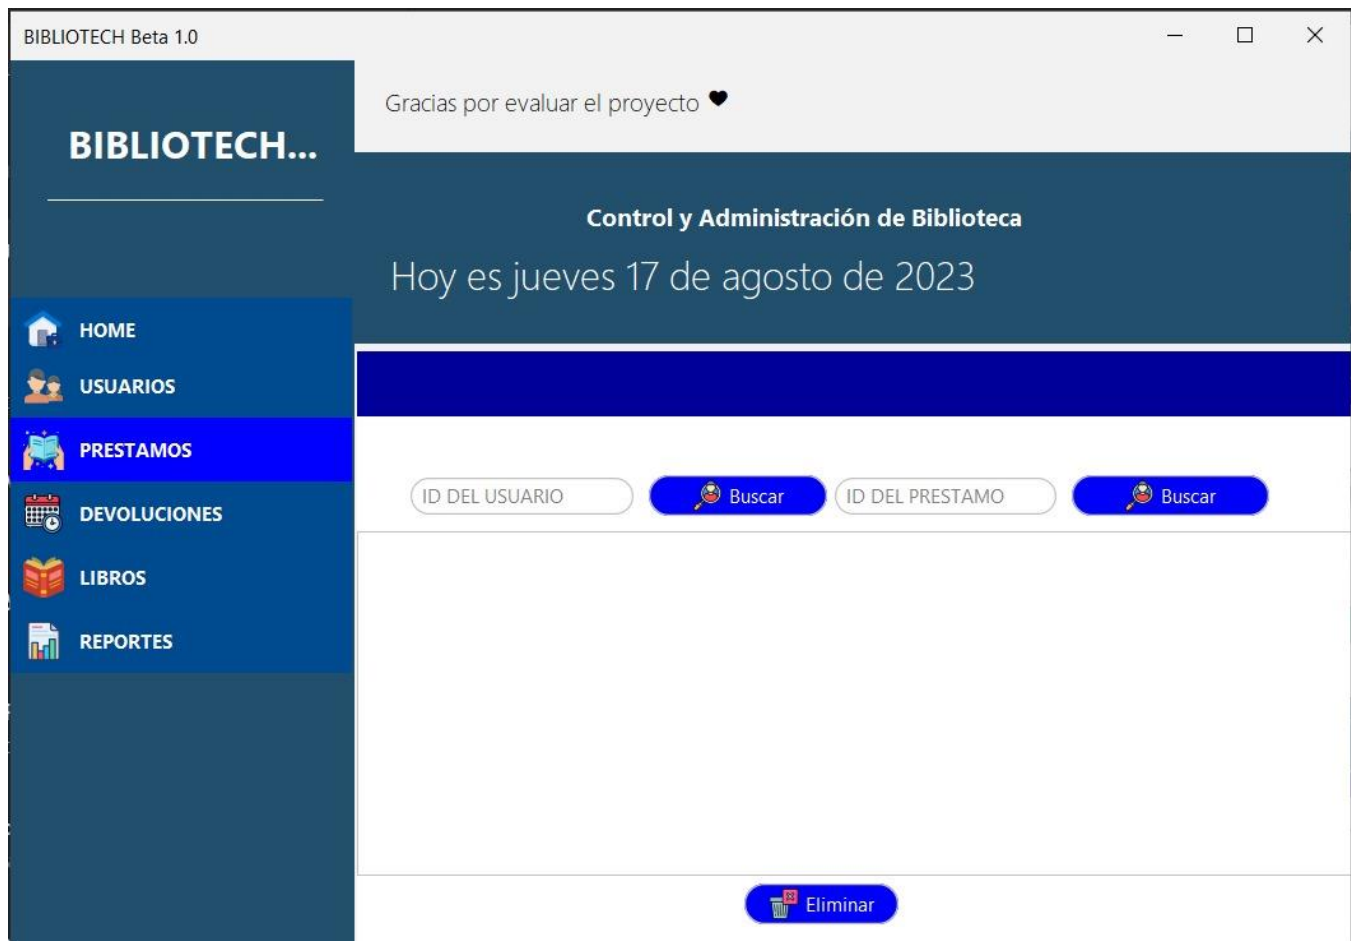 BIBLIOTECH Beta 1.0
Gracias por evaluar el proyecto ♥
BIBLIOTECH...
Control y Administración de Biblioteca
Hoy es jueves 17 de agosto de 2023
HOME
USUARIOS
PRESTAMOS
DEVOLUCIONES
LIBROS
REPORTES
ID DEL USUARIO Buscar ID DEL PRESTAMO Buscar
Eliminar